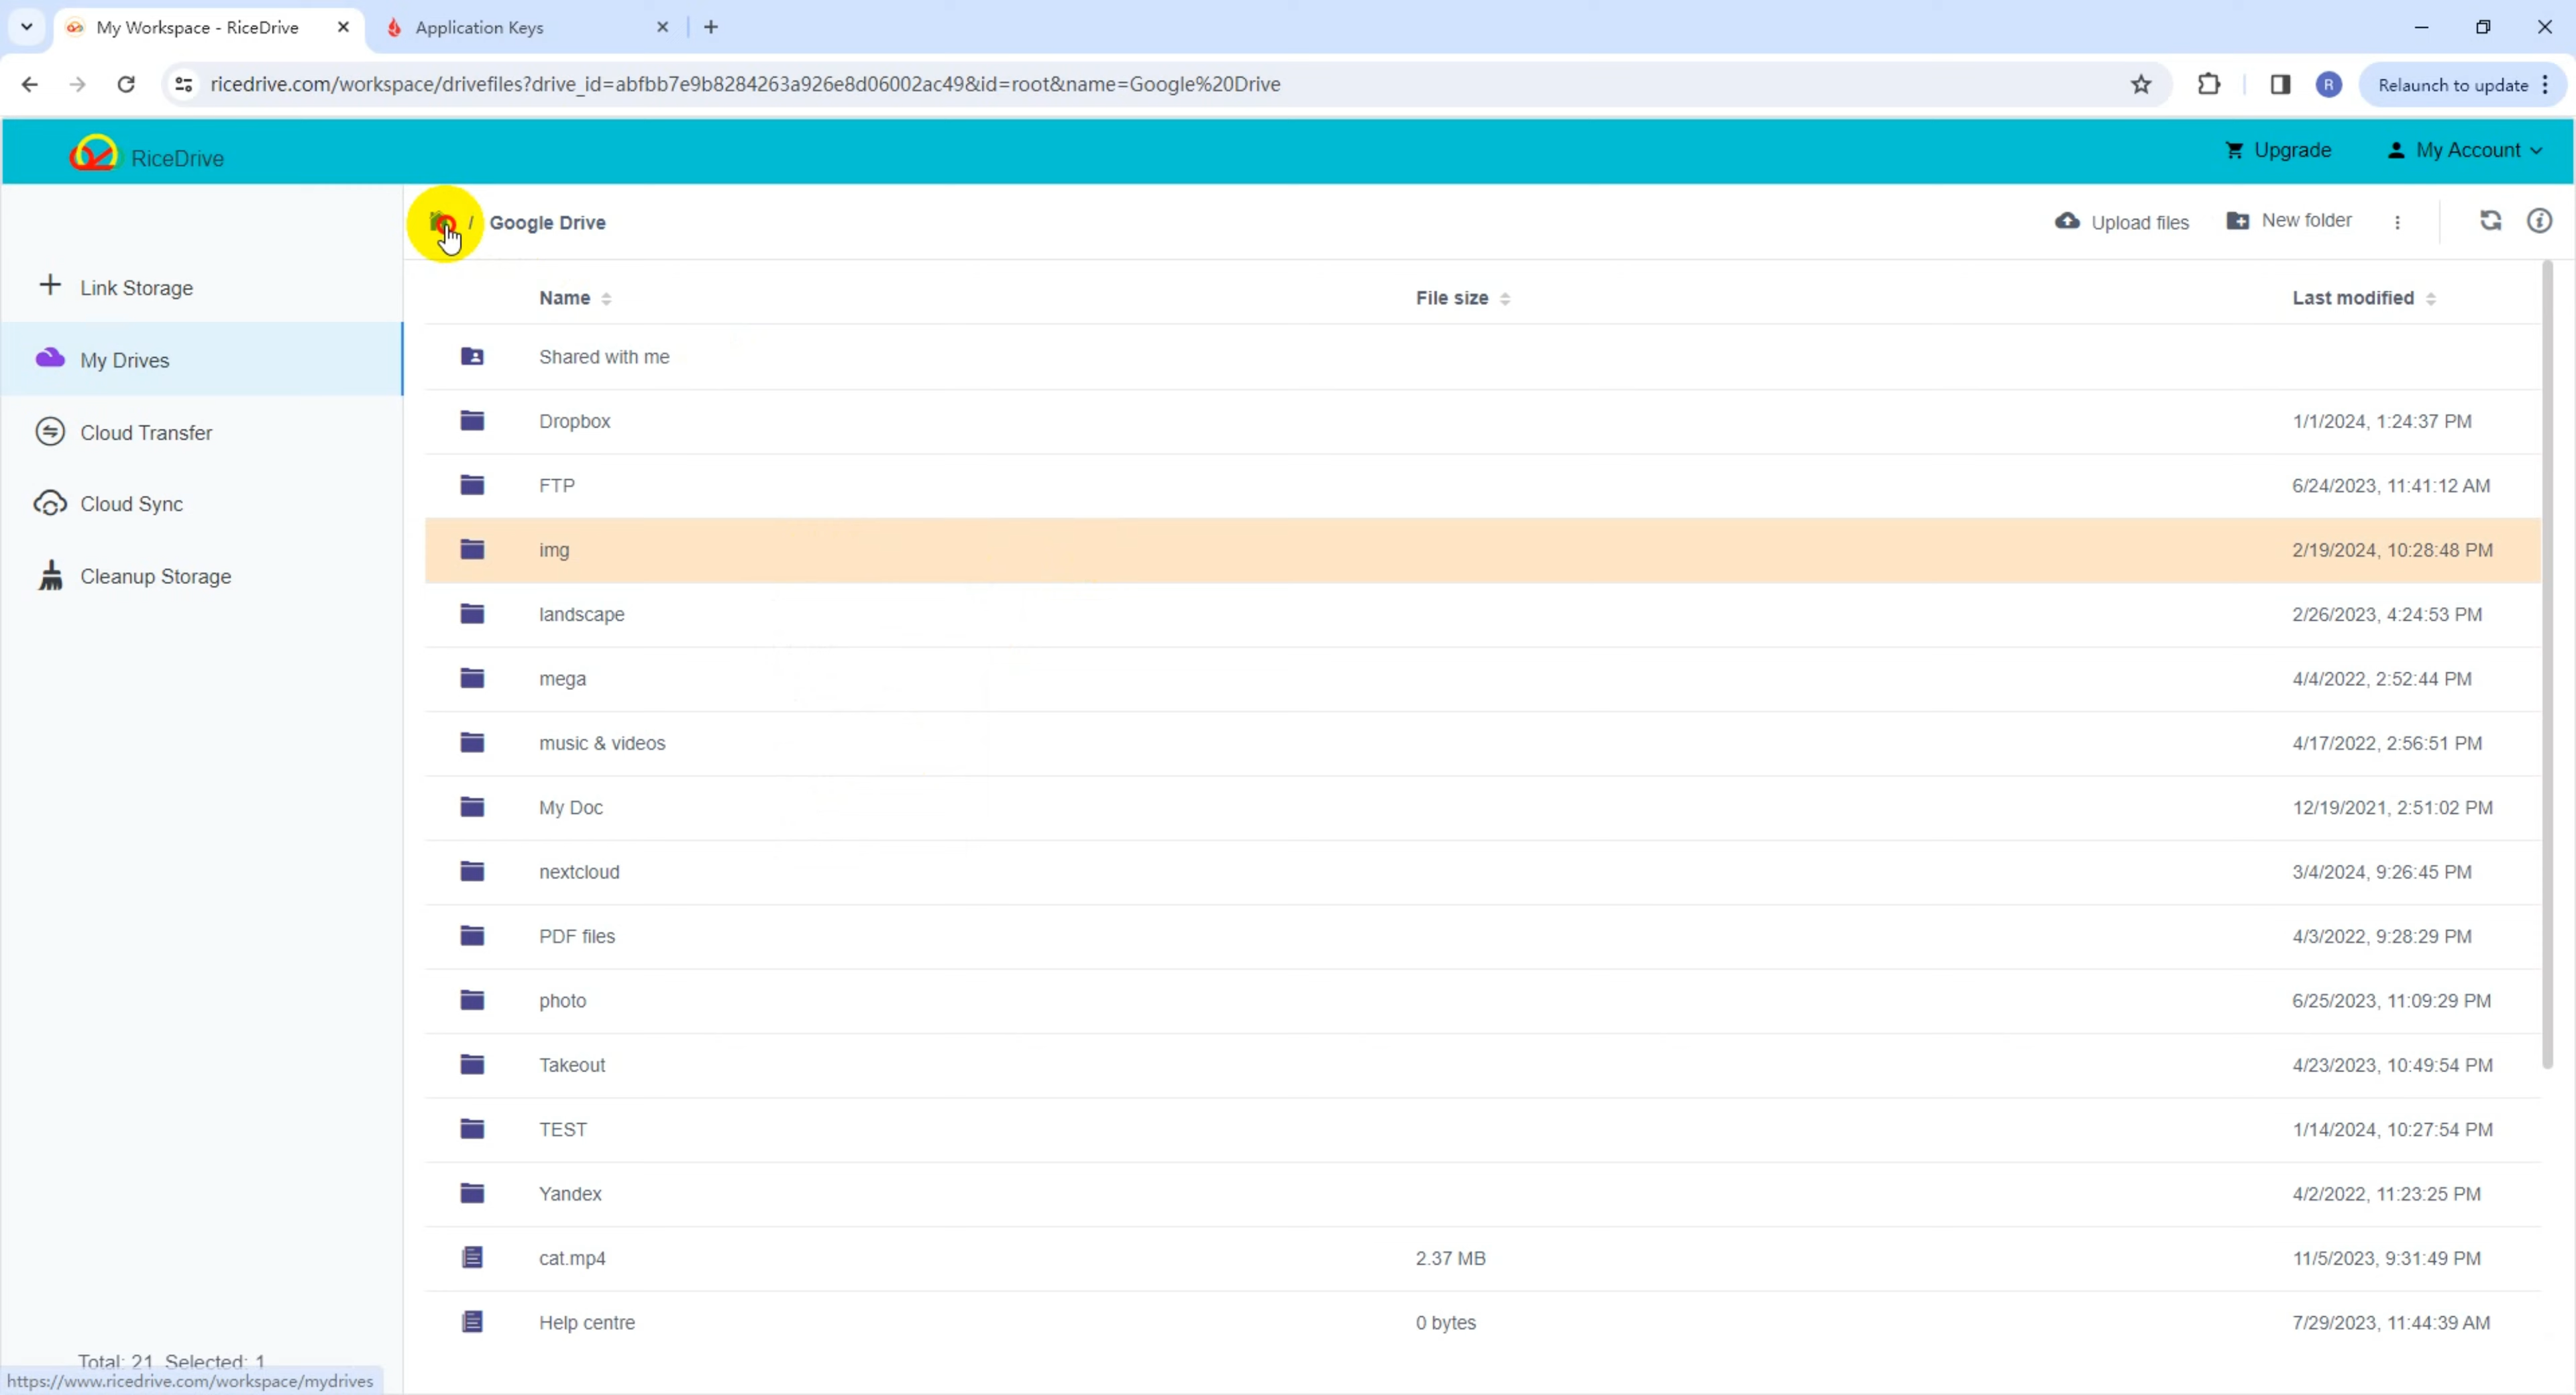 My Workspace - RiceDrive
Application Keys
ricedrive.com/workspace/drivefiles?drive_id=abfbb7e9b8284263a926e8d06002ac49&id=root&name=Google%20Drive
R
Relaunch to update
RiceDrive
Upgrade
My Account
/ Google Drive
Upload files
New folder
Link Storage
My Drives
Cloud Transfer
Cloud Sync
Cleanup Storage
Name File size Last modified
Shared with me
Dropbox 1/1/2024, 1:24:37 PM
FTP 6/24/2023, 11:41:12 AM
img 2/19/2024, 10:28:48 PM
landscape 2/26/2023, 4:24:53 PM
mega 4/4/2022, 2:52:44 PM
music & videos 4/17/2022, 2:56:51 PM
My Doc 12/19/2021, 2:51:02 PM
nextcloud 3/4/2024, 9:26:45 PM
PDF files 4/3/2022, 9:28:29 PM
photo 6/25/2023, 11:09:29 PM
Takeout 4/23/2023, 10:49:54 PM
TEST 1/14/2024, 10:27:54 PM
Yandex 4/2/2022, 11:23:25 PM
cat.mp4 2.37 MB 11/5/2023, 9:31:49 PM
Help centre 0 bytes 7/29/2023, 11:44:39 AM
Total: 21 Selected: 1
https://www.ricedrive.com/workspace/mydrives